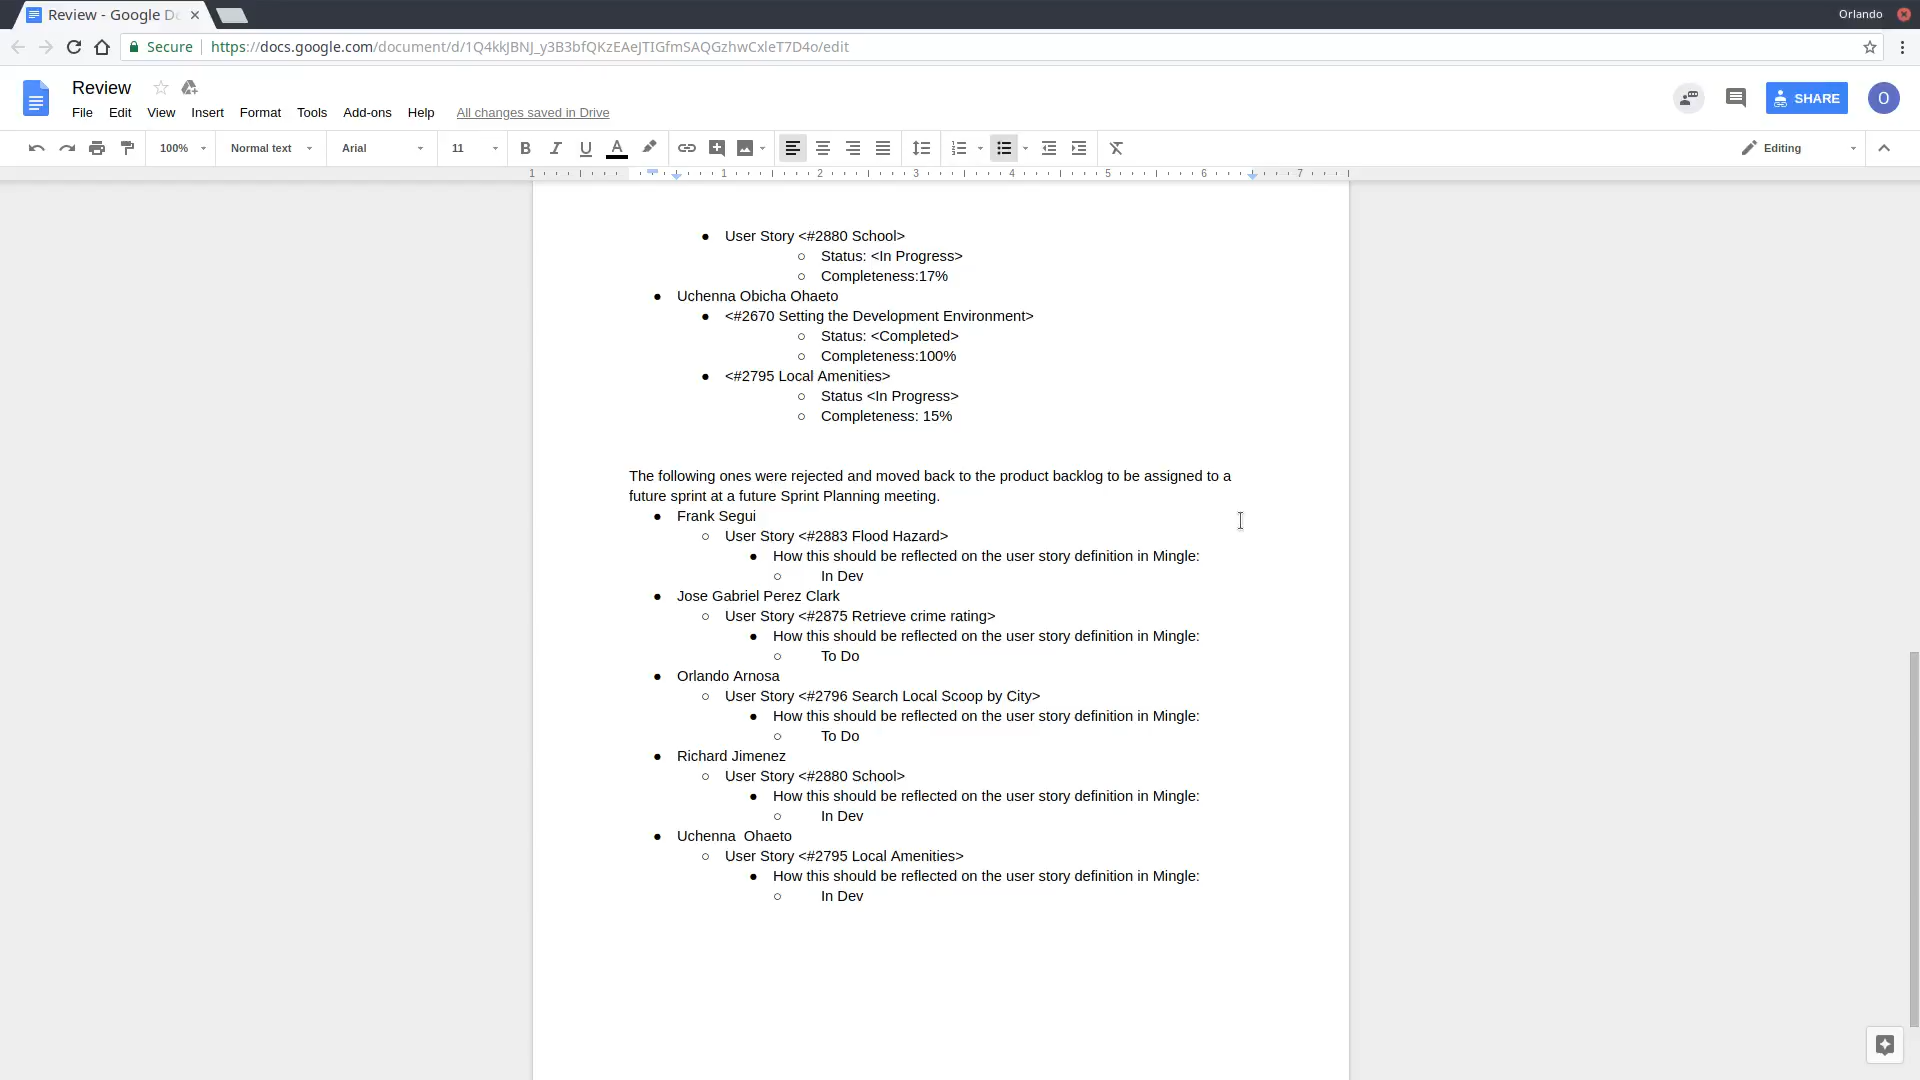 Review - Google Do
Orlando
Secure https://docs.google.com/document/d/1Q4kkJBNJ_y3B3bfQKzEAeJTIGfmSAQGzhwCxleT7D4o/edit
Review
File Edit View Insert Format Tools Add-ons Help All changes saved in Drive
SHARE
O
100% Normal text Arial 11 B I U A Editing
1 1 2 3 4 5 6 7
● User Story <#2880 School>
○ Status: <In Progress>
○ Completeness:17%
● Uchenna Obicha Ohaeto
● <#2670 Setting the Development Environment>
○ Status: <Completed>
○ Completeness:100%
● <#2795 Local Amenities>
○ Status <In Progress>
○ Completeness: 15%
The following ones were rejected and moved back to the product backlog to be assigned to a
future sprint at a future Sprint Planning meeting.
● Frank Segui
○ User Story <#2883 Flood Hazard>
● How this should be reflected on the user story definition in Mingle:
○ In Dev
● Jose Gabriel Perez Clark
○ User Story <#2875 Retrieve crime rating>
● How this should be reflected on the user story definition in Mingle:
○ To Do
● Orlando Arnosa
○ User Story <#2796 Search Local Scoop by City>
● How this should be reflected on the user story definition in Mingle:
○ To Do
● Richard Jimenez
○ User Story <#2880 School>
● How this should be reflected on the user story definition in Mingle:
○ In Dev
● Uchenna  Ohaeto
○ User Story <#2795 Local Amenities>
● How this should be reflected on the user story definition in Mingle:
○ In Dev